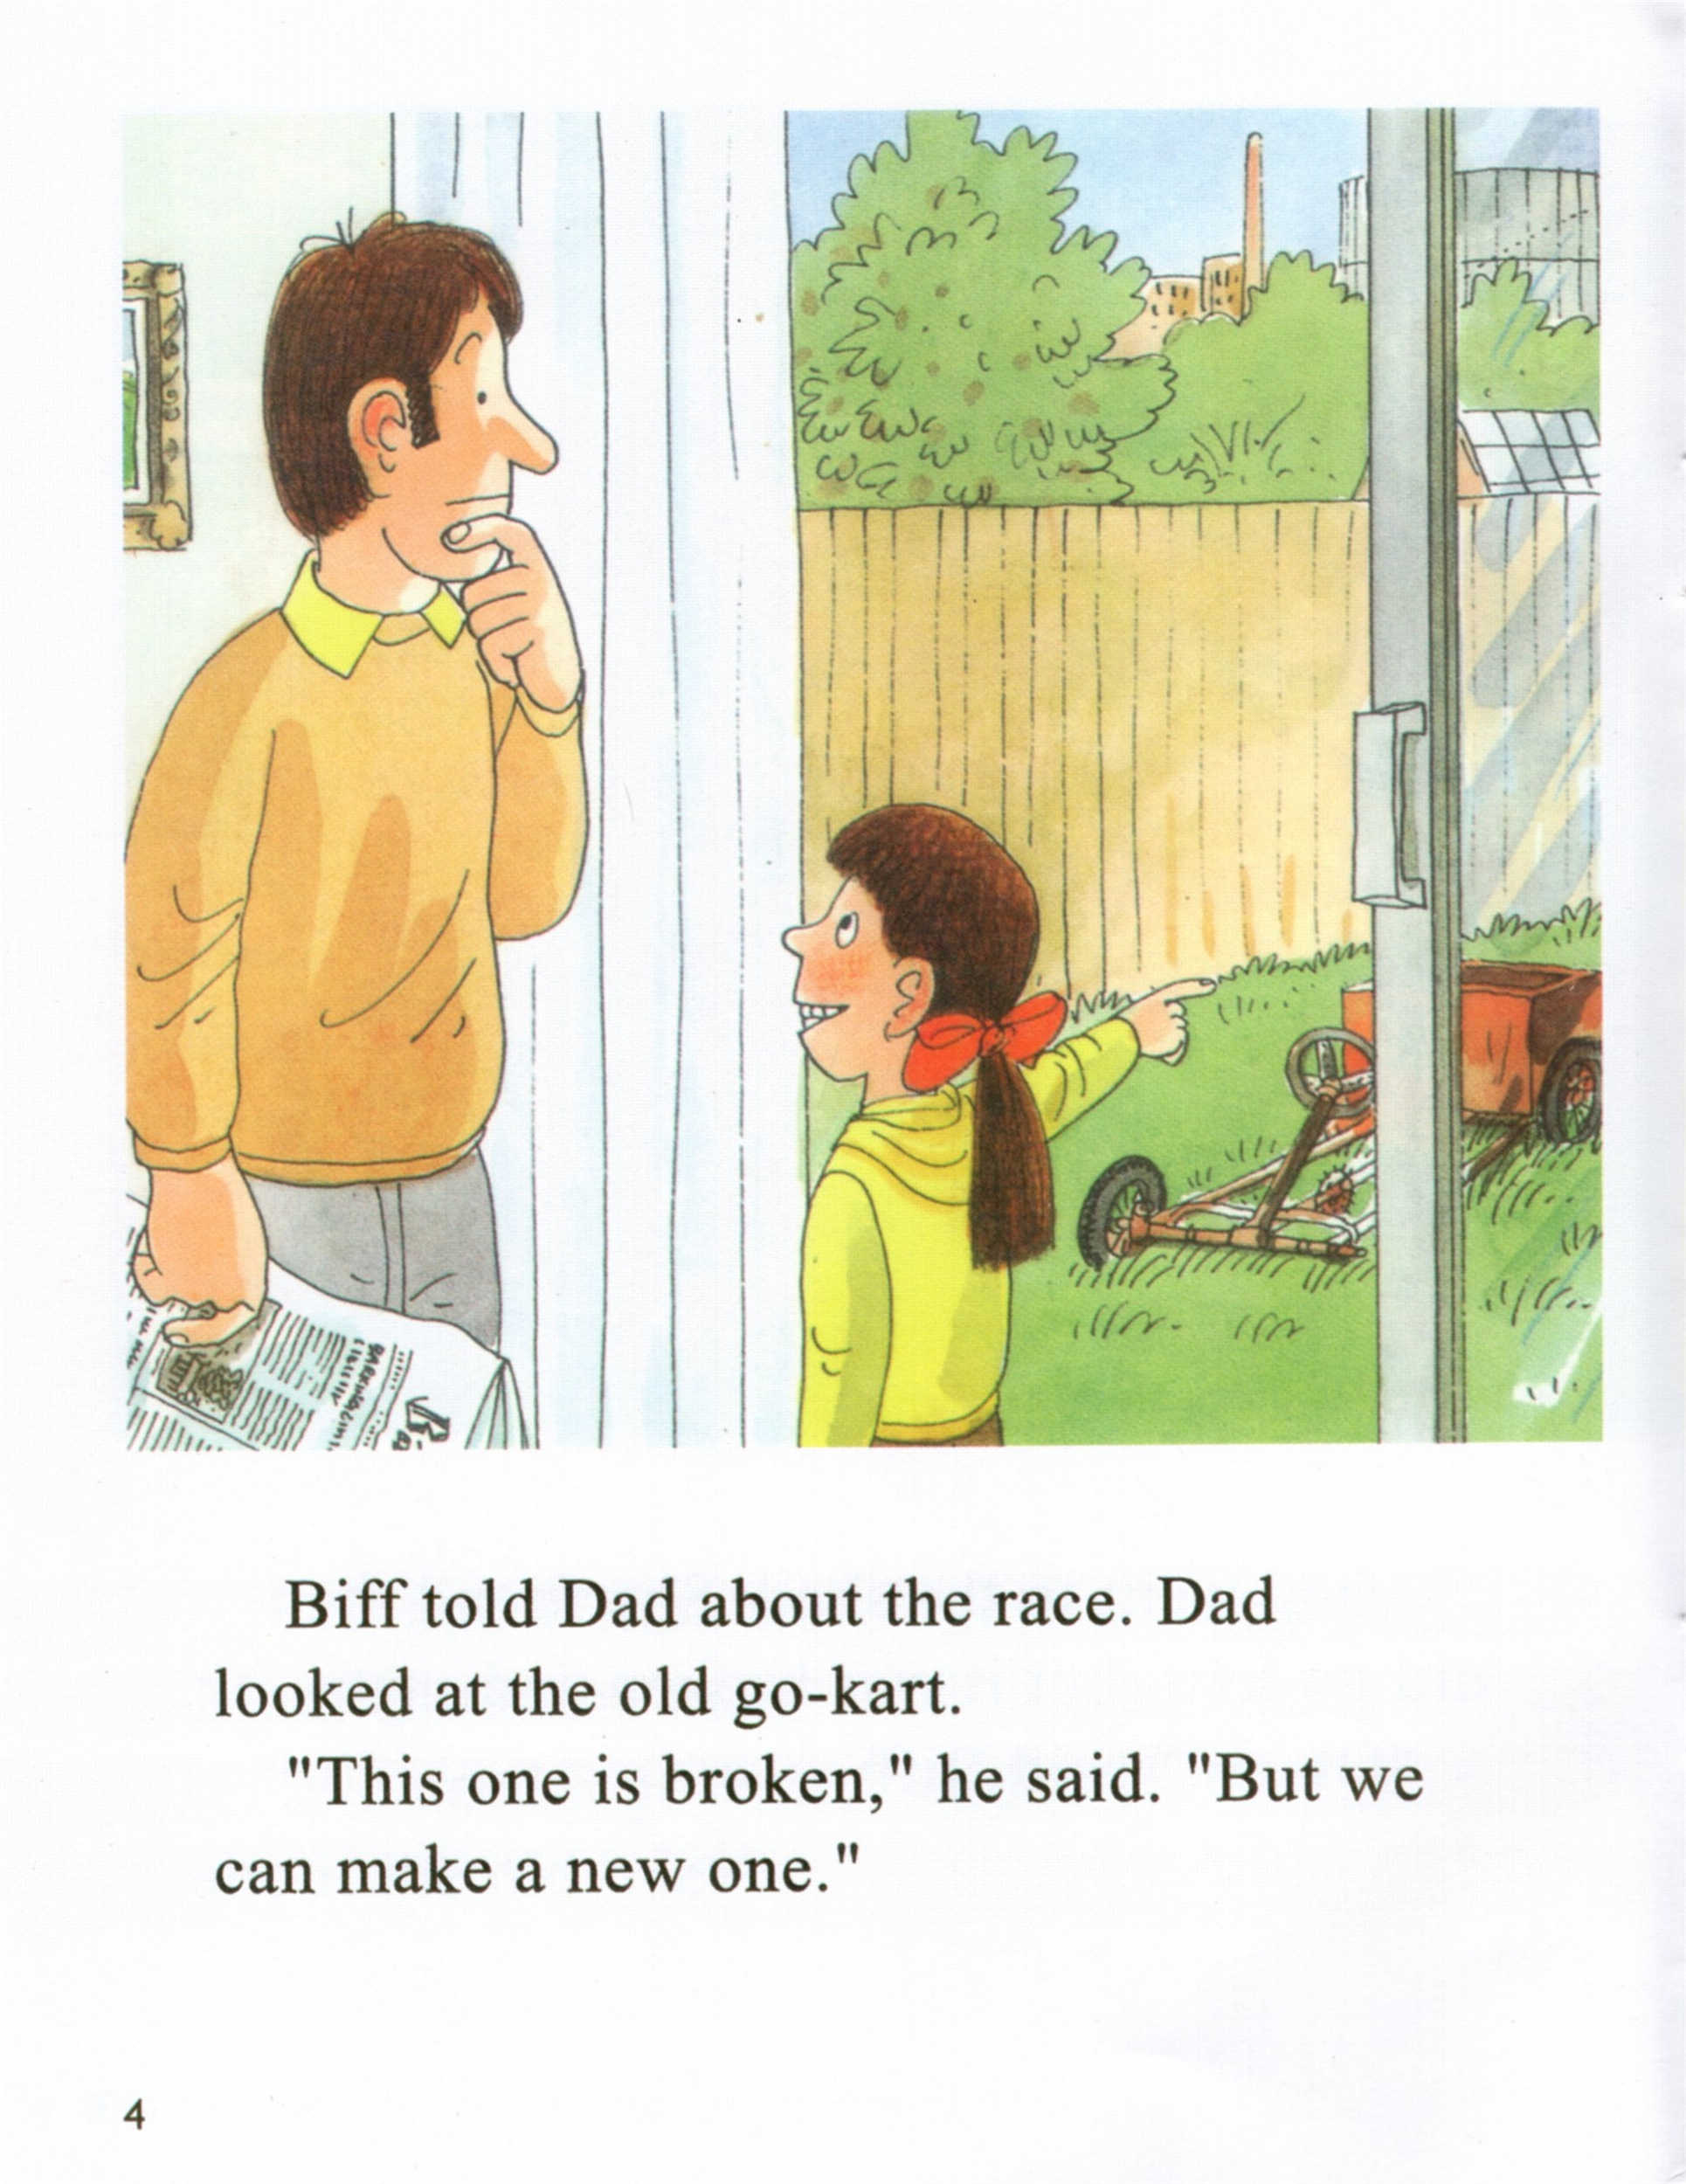 Biff told Dad about the race. Dad
looked at the old go-kart.
"This one is broken," he said. "But we
can make a new one."
4